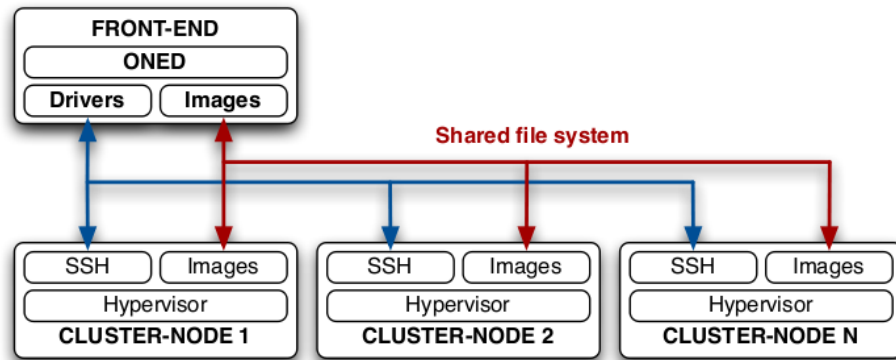 FRONT-END
ONED
Drivers Images
Shared file system
SSH Images SSH Images SSH Images
Hypervisor Hypervisor Hypervisor
CLUSTER-NODE 1 CLUSTER-NODE 2 CLUSTER-NODE N